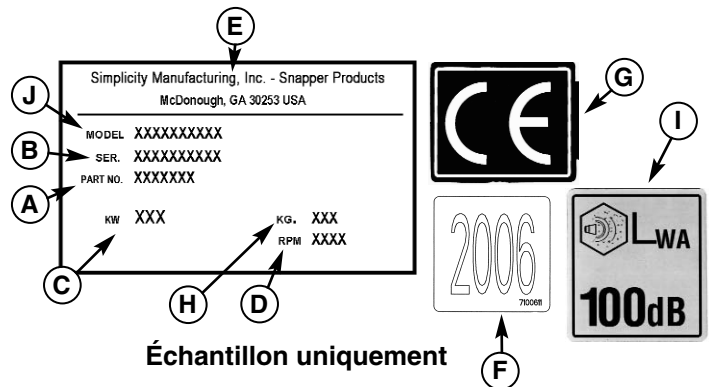 E
Simplicity Manufacturing, Inc. - Snapper Products
McDonough, GA 30253 USA
J
MODEL XXXXXXXXXX
B
SER. XXXXXXXXXX
A
PART NO. XXXXXXX
KW XXX
KG. XXX
RPM XXXX
C
H
D
CE
G
I
2006
7100611
F
LWA
100dB
Échantillon uniquement